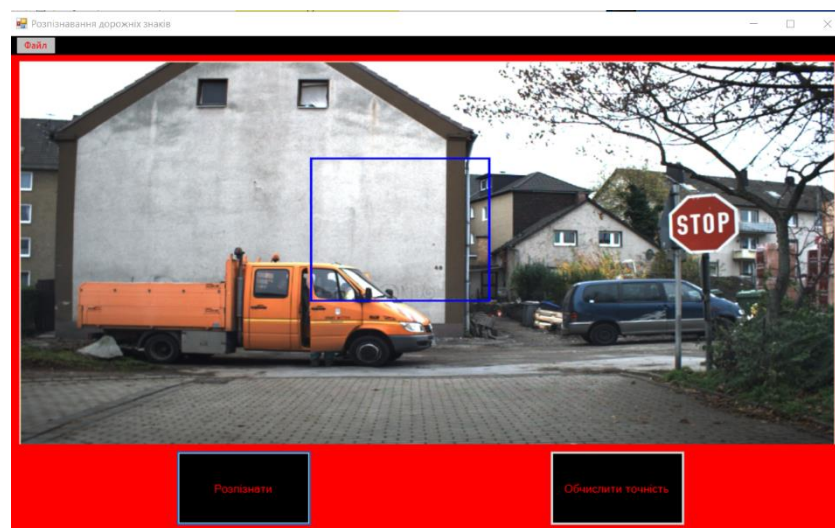 Розпізнавання дорожніх знаків
Файл
STOP
Розпізнати
Обчислити точність